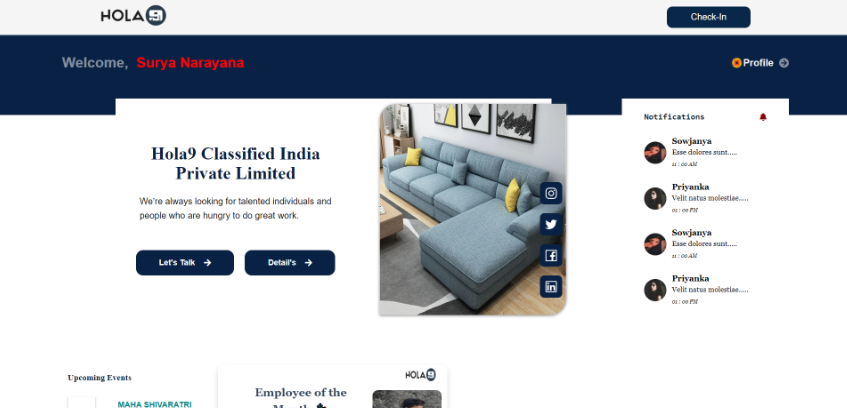 HOLA9
Check-In
Welcome, Surya Narayana
Profile
Hola9 Classified India
Private Limited
We're always looking for talented individuals and
people who are hungry to do great work.
Let's Talk
Detail's
Notifications
Sowjanya
Esse dolores sunt.....
11 : 00 AM
Priyanka
Velit natus molestiae.....
01 : 00 PM
Sowjanya
Esse dolores sunt.....
11 : 00 AM
Priyanka
Velit natus molestiae.....
01 : 00 PM
Upcoming Events
MAHA SHIVARATRI
HOLA9
Employee of the
Month